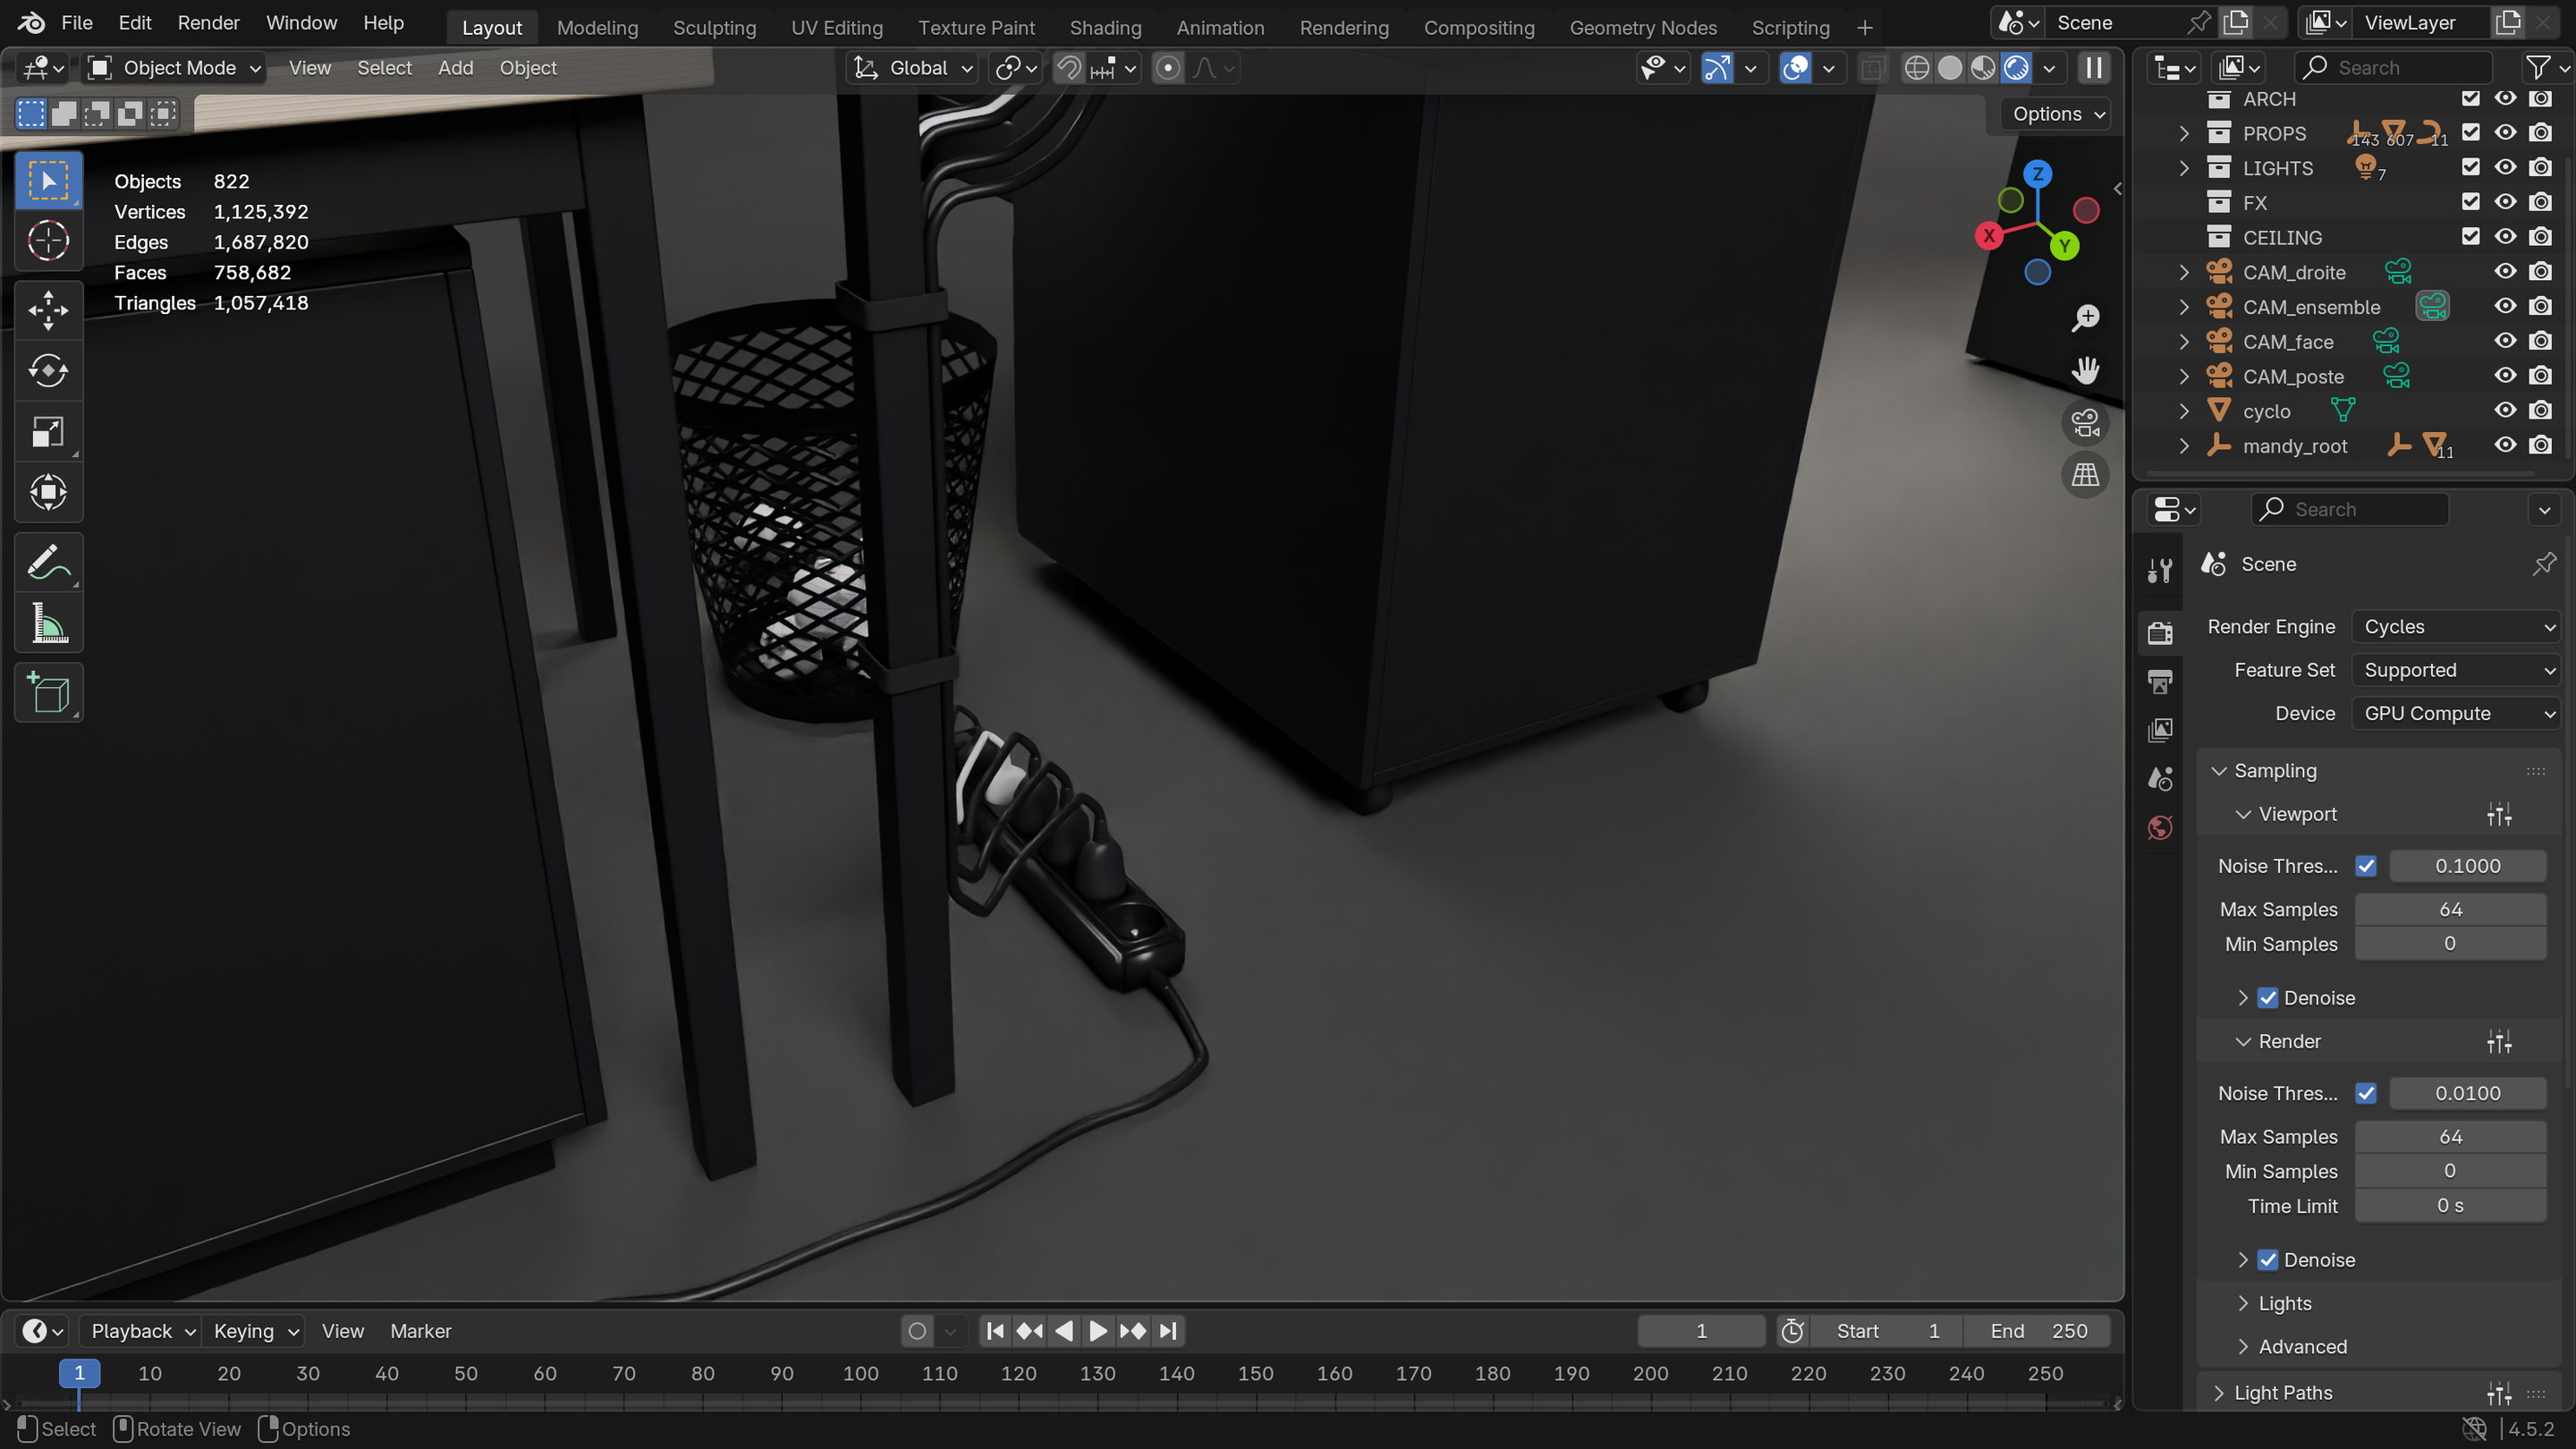 File Edit Render Window Help Layout Modeling Sculpting UV Editing Texture Paint Shading Animation Rendering Compositing Geometry Nodes Scripting + Scene ViewLayer
Object Mode View Select Add Object Global Search
Options
Objects 822
Vertices 1,125,392
Edges 1,687,820
Faces 758,682
Triangles 1,057,418
Z
X
Y
ARCH
PROPS 143 607 11
LIGHTS 7
FX
CEILING
CAM_droite
CAM_ensemble
CAM_face
CAM_poste
cyclo
mandy_root 11
Search
Scene
Render Engine Cycles
Feature Set Supported
Device GPU Compute
Sampling
Viewport
Noise Thres... 0.1000
Max Samples 64
Min Samples 0
Denoise
Render
Noise Thres... 0.0100
Max Samples 64
Min Samples 0
Time Limit 0 s
Denoise
Lights
Advanced
Light Paths
Playback Keying View Marker 1 Start 1 End 250
1 10 20 30 40 50 60 70 80 90 100 110 120 130 140 150 160 170 180 190 200 210 220 230 240 250
Select Rotate View Options 4.5.2